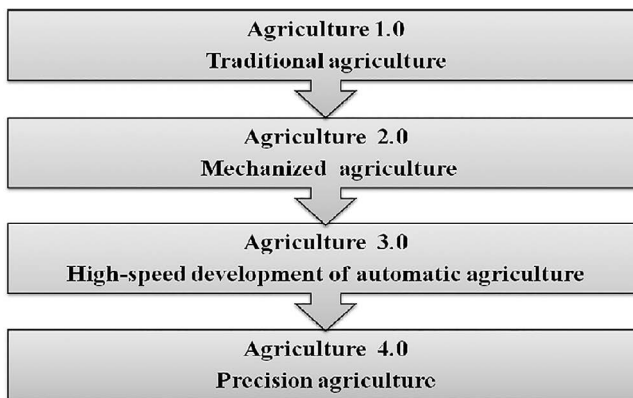 Agriculture 1.0
Traditional agriculture
Agriculture 2.0
Mechanized agriculture
Agriculture 3.0
High-speed development of automatic agriculture
Agriculture 4.0
Precision agriculture